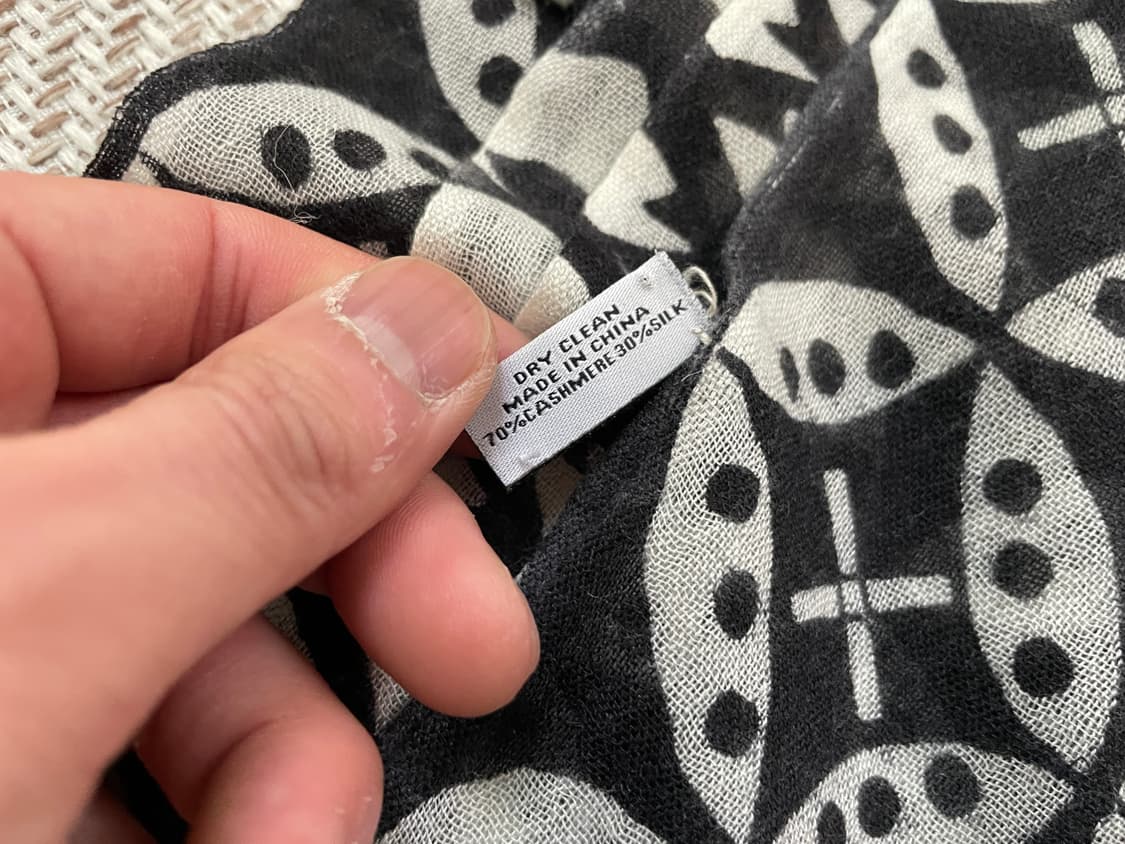 DRY CLEAN
MADE IN CHINA
70%CASHMERE 30%SILK